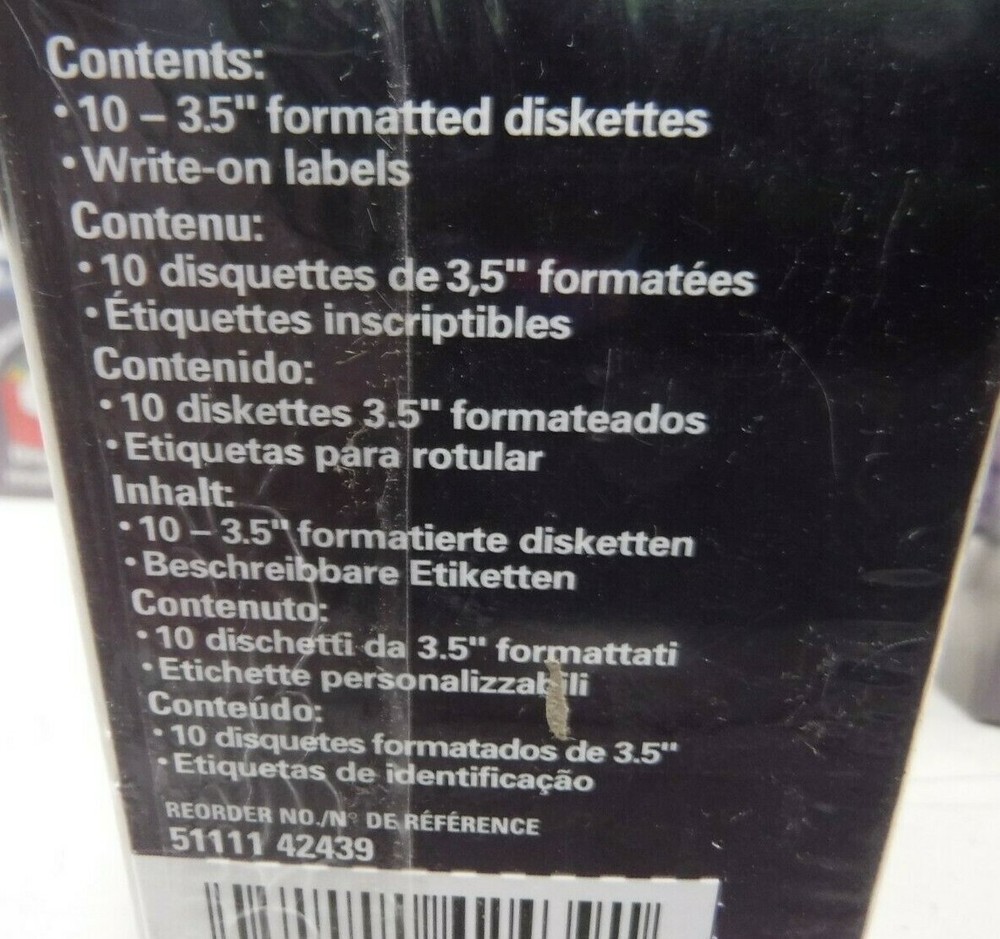 Contents:
• 10 – 3.5" formatted diskettes
• Write-on labels
Contenu:
• 10 disquettes de 3,5" formatées
• Étiquettes inscriptibles
Contenido:
• 10 diskettes 3.5" formateados
• Etiquetas para rotular
Inhalt:
• 10 – 3.5" formatierte disketten
• Beschreibbare Etiketten
Contenuto:
• 10 dischetti da 3.5" formattati
• Etichette personalizzabili
Conteúdo:
• 10 disquetes formatados de 3.5"
• Etiquetas de identificação
REORDER NO./N° DE RÉFÉRENCE
51111 42439